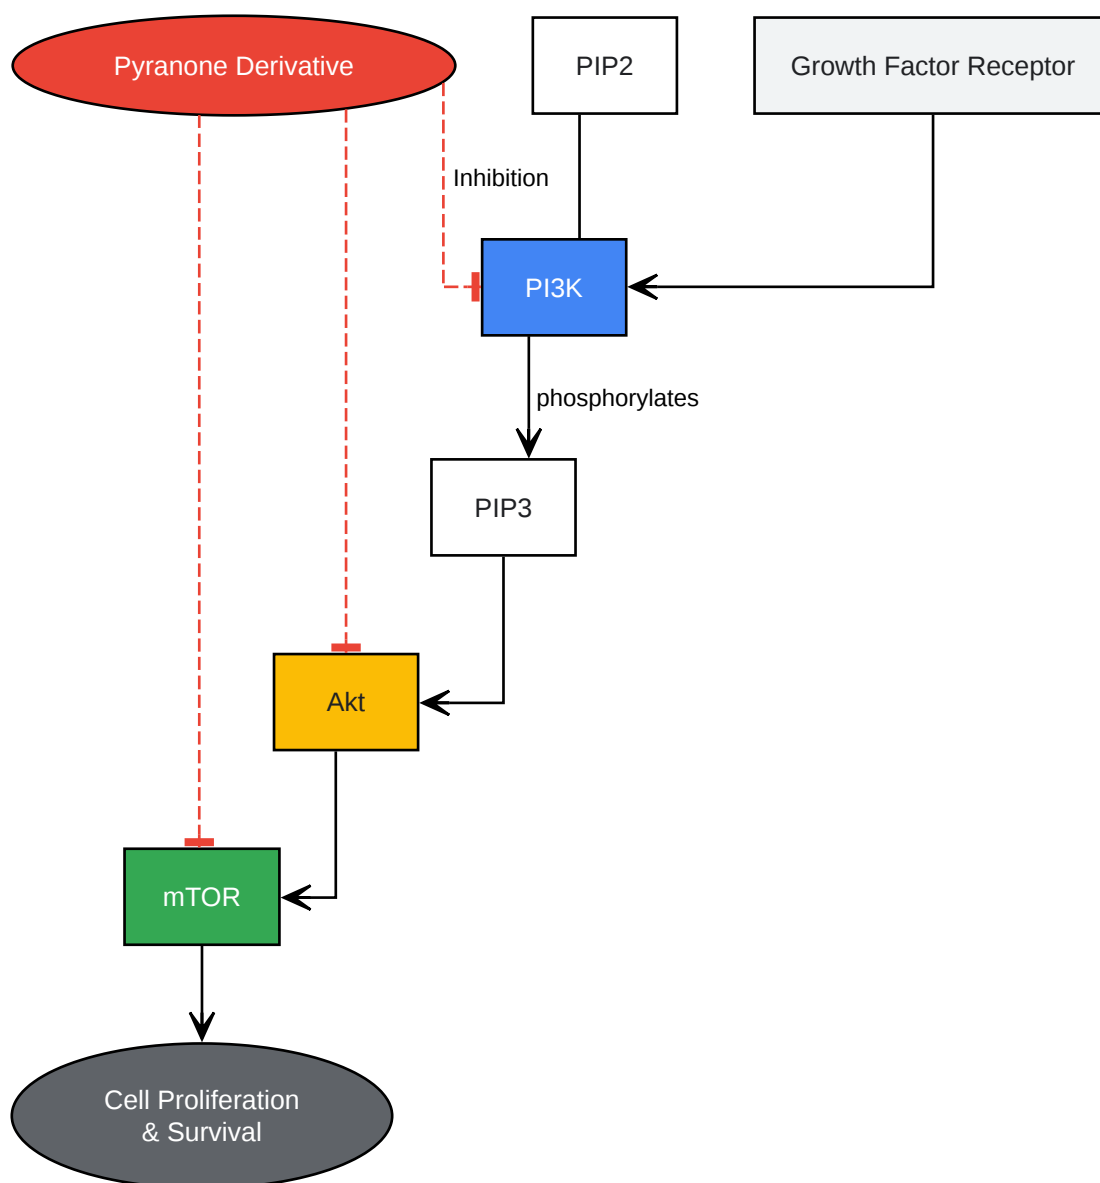 Pyranone Derivative
PIP2
Growth Factor Receptor
Inhibition
PI3K
phosphorylates
PIP3
Akt
mTOR
Cell Proliferation
& Survival